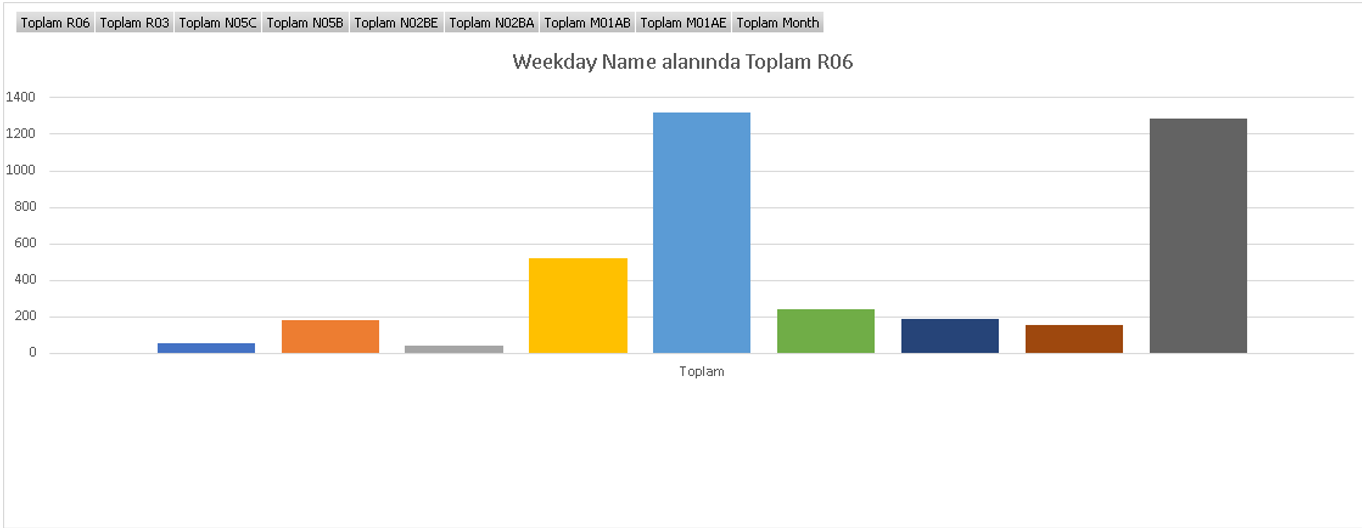 Toplam R06 Toplam R03 Toplam N05C Toplam N05B Toplam N02BE Toplam N02BA Toplam M01AB Toplam M01AE Toplam Month
Weekday Name alanında Toplam R06
1400
1200
1000
800
600
400
200
0
Toplam